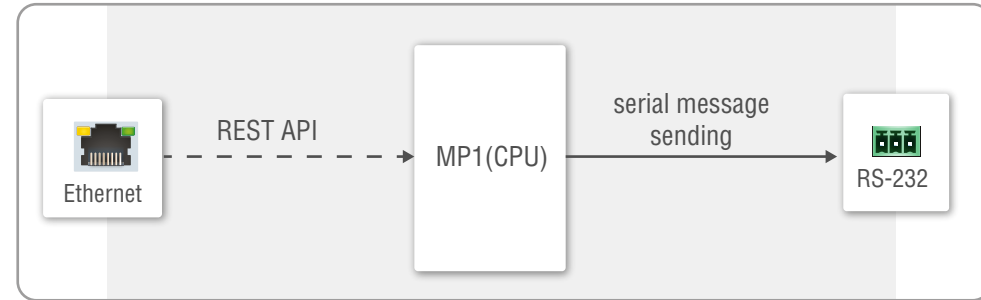 Ethernet
REST API
MP1(CPU)
serial message
sending
RS-232